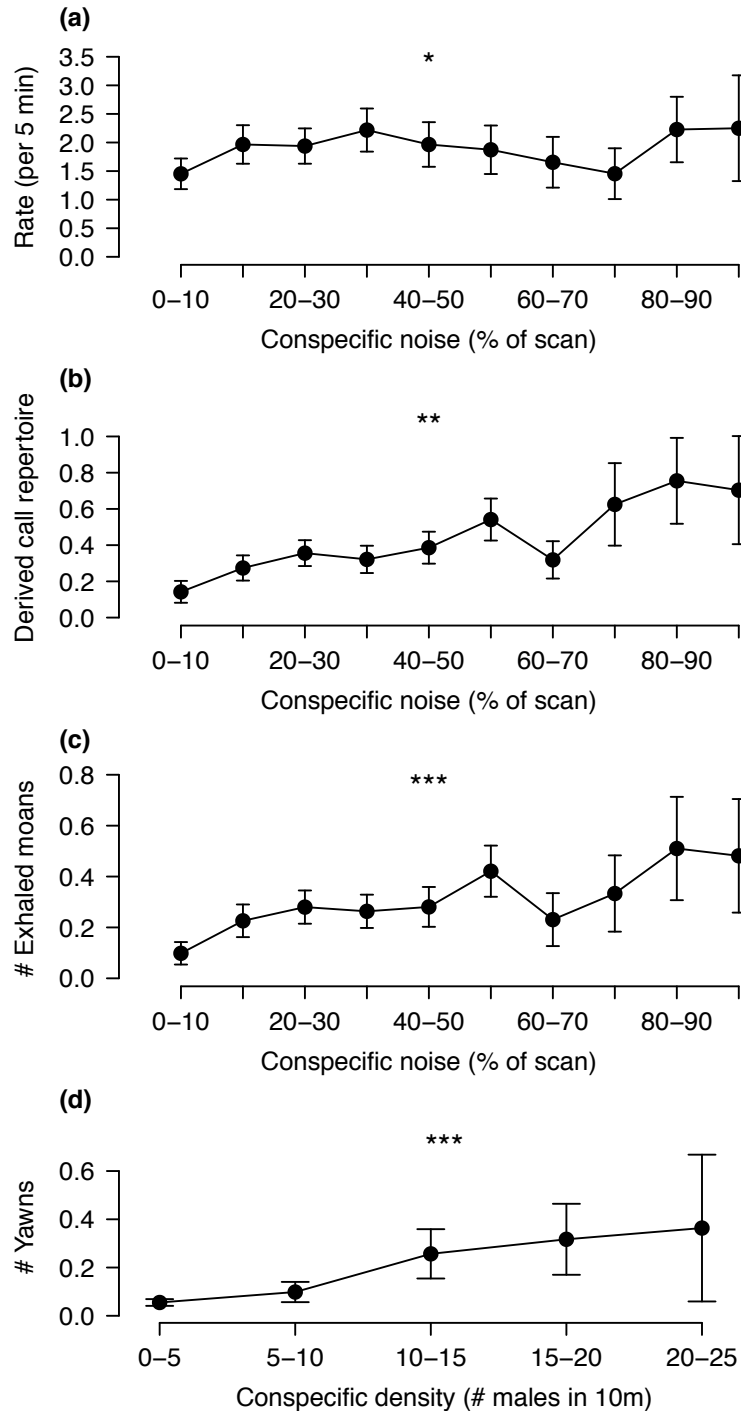 (a)
*
Rate (per 5 min)
3.5
3.0
2.5
2.0
1.5
1.0
0.5
0.0
0–10 20–30 40–50 60–70 80–90
Conspecific noise (% of scan)
(b)
**
Derived call repertoire
1.0
0.8
0.6
0.4
0.2
0.0
0–10 20–30 40–50 60–70 80–90
Conspecific noise (% of scan)
(c)
***
# Exhaled moans
0.8
0.6
0.4
0.2
0.0
0–10 20–30 40–50 60–70 80–90
Conspecific noise (% of scan)
(d)
***
# Yawns
0.6
0.4
0.2
0.0
0–5 5–10 10–15 15–20 20–25
Conspecific density (# males in 10m)